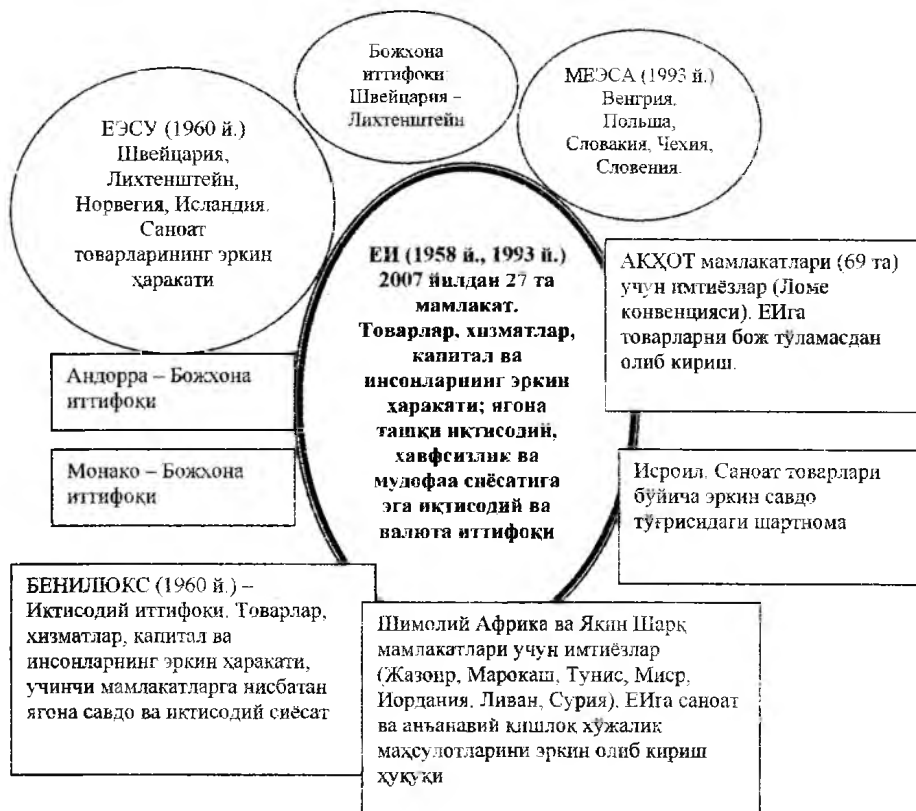 Божхона
иттифоқи
Швейцария –
Лихтенштейн
МЕЭСА (1993 й.)
Венгрия,
Польша,
Словакия, Чехия,
Словения.
ЕЭСУ (1960 й.)
Швейцария,
Лихтенштейн,
Норвегия, Исландия.
Саноат
товарларининг эркин
ҳаракати
ЕИ (1958 й., 1993 й.)
2007 йилдан 27 та
мамлакат.
Товарлар, хизматлар,
капитал ва
инсонларнинг эркин
ҳаракати; ягона
ташқи иқтисодий,
хавфсизлик ва
мудофаа сиёсатига
эга иқтисодий ва
валюта иттифоқи
АКҲОТ мамлакатлари (69 та)
учун имтиёзлар (Ломе
конвенцияси). ЕИга
товарларни бож тўламасдан
олиб кириш.
Андорра – Божхона
иттифоқи
Монако – Божхона
иттифоқи
Исроил. Саноат товарлари
бўйича эркин савдо
тўғрисидаги шартнома
БЕНИЛЮКС (1960 й.) –
Иқтисодий иттифоқи. Товарлар,
хизматлар, капитал ва
инсонларнинг эркин ҳаракати,
учинчи мамлакатларга нисбатан
ягона савдо ва иқтисодий сиёсат
Шимолий Африка ва Яқин Шарқ
мамлакатлари учун имтиёзлар
(Жазоир, Марокаш, Тунис, Миср,
Иордания, Ливан, Сурия). ЕИга саноат
ва анъанавий қишлоқ хўжалик
маҳсулотларини эркин олиб кириш
ҳуқуқи